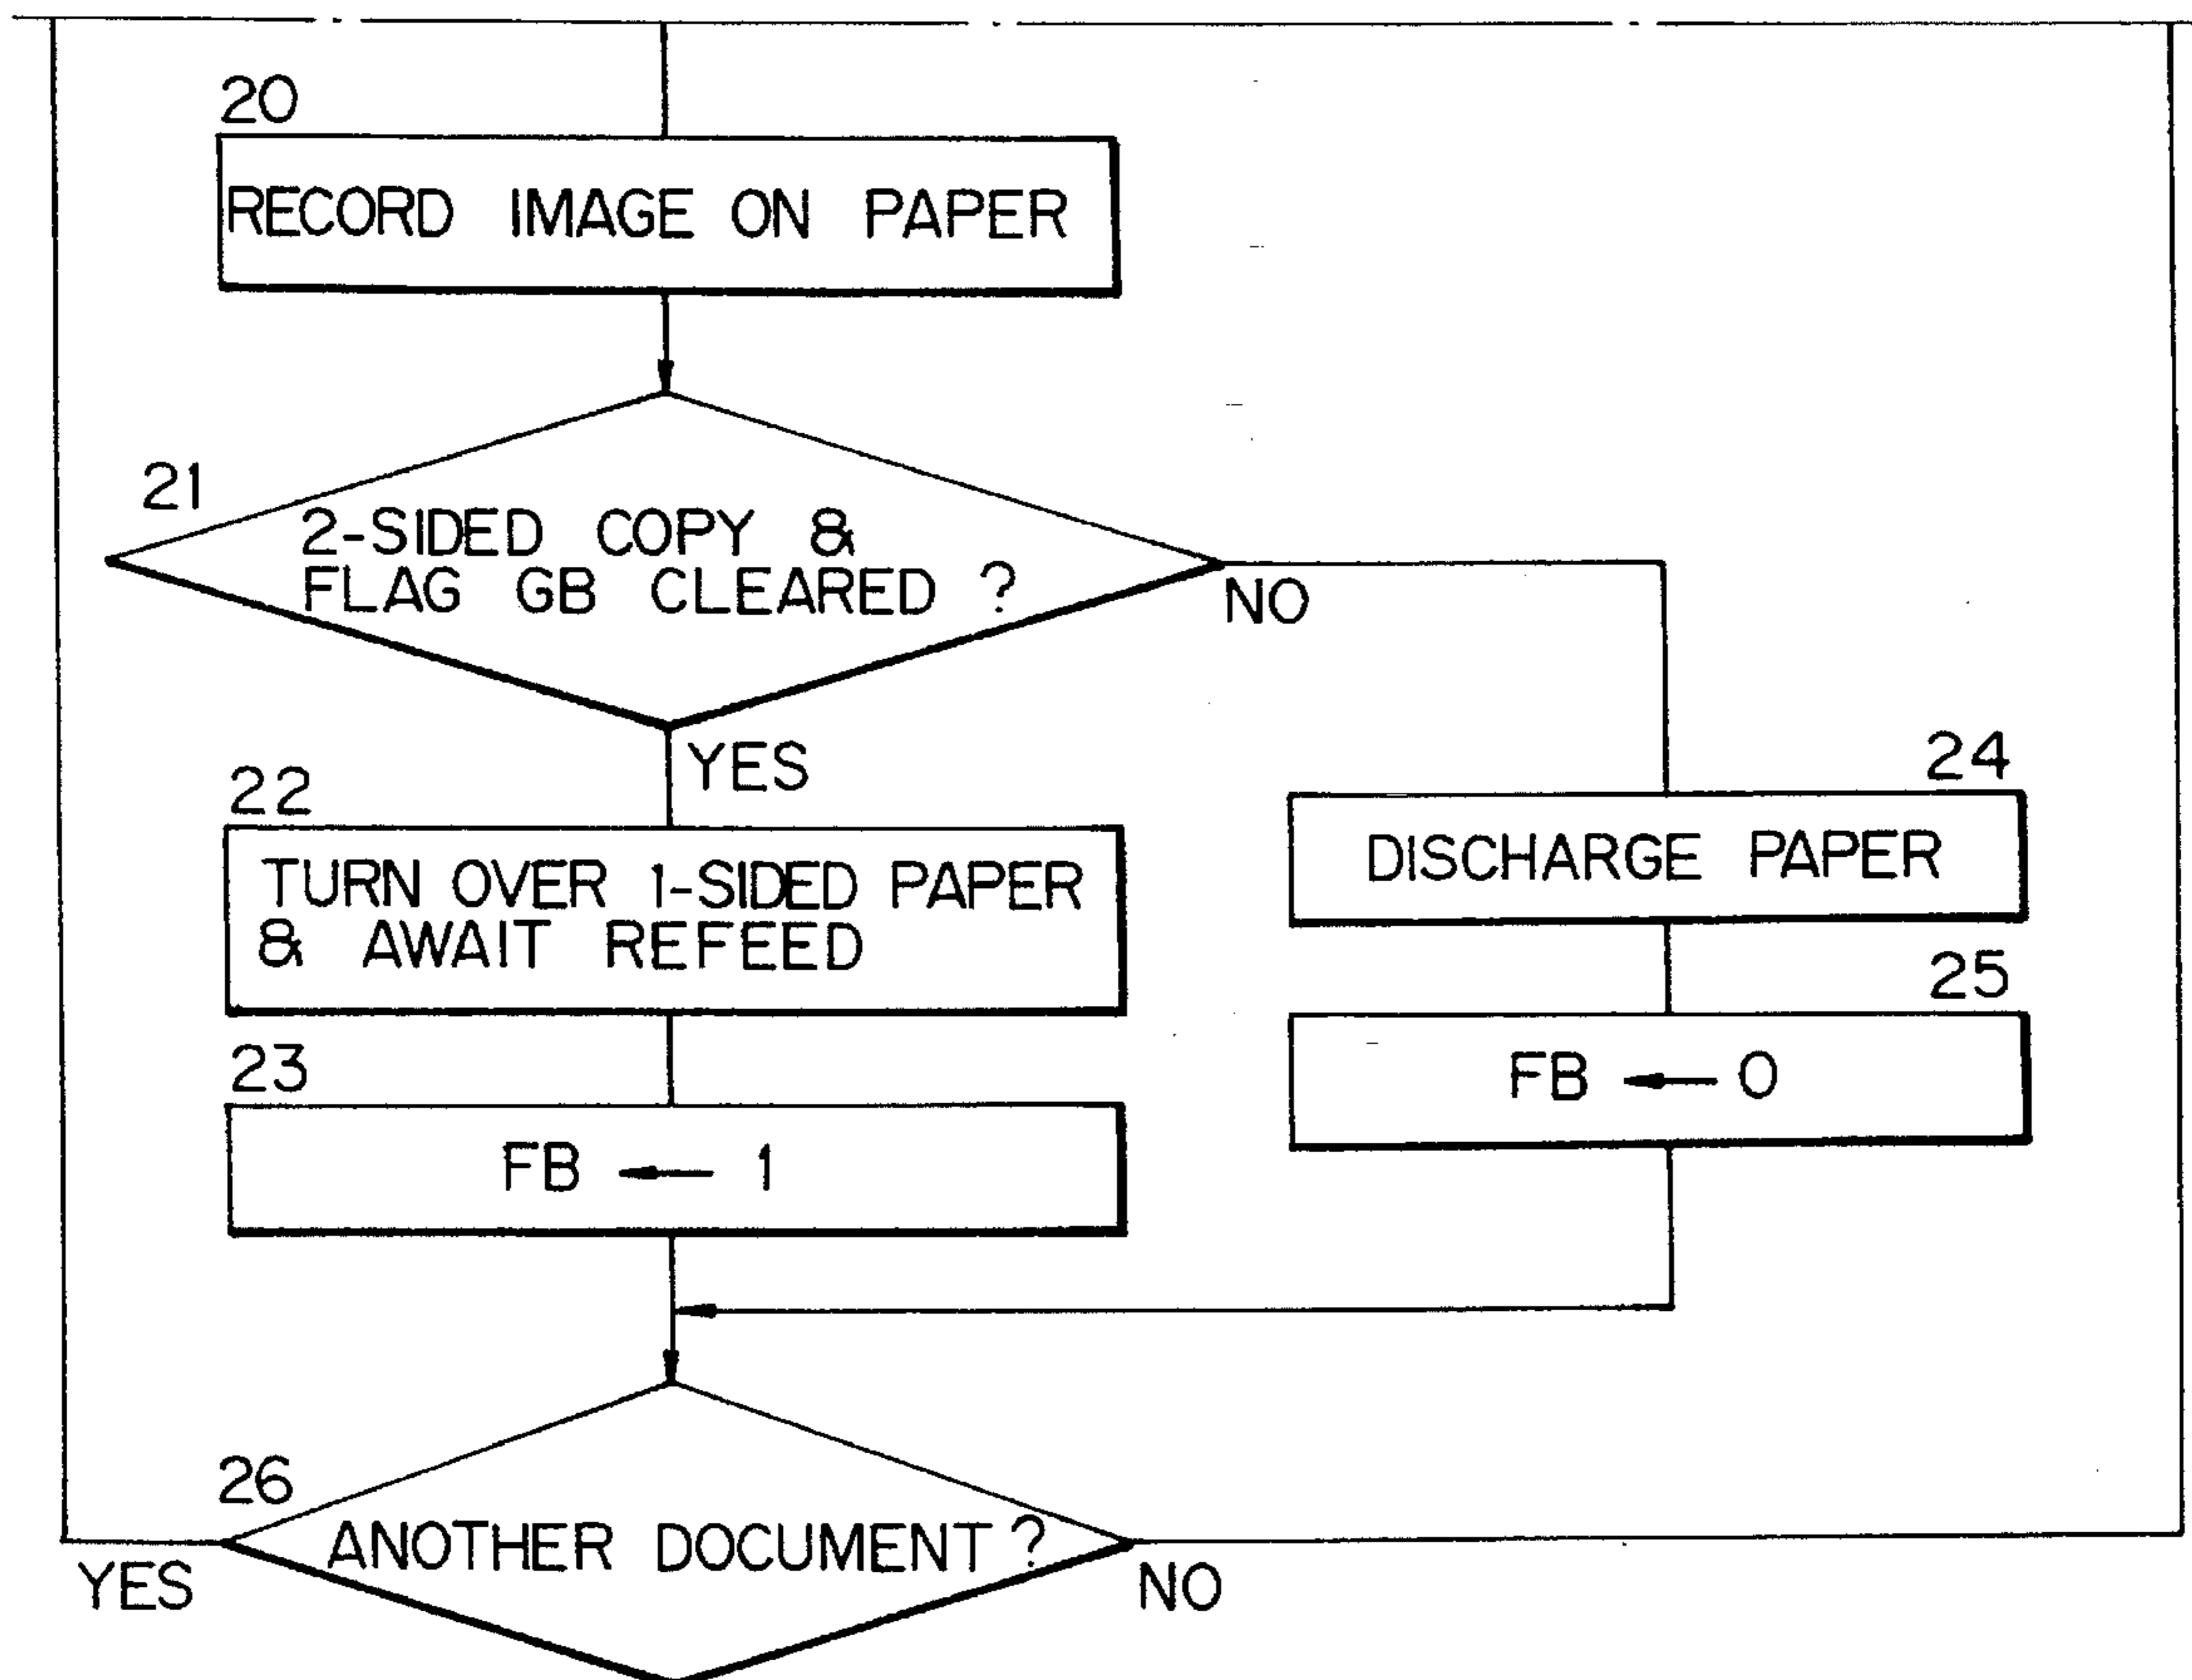 20
RECORD IMAGE ON PAPER
21
2-SIDED COPY &
FLAG GB CLEARED ?
NO
YES
22
TURN OVER 1-SIDED PAPER
& AWAIT REFEED
23
FB ← 1
24
DISCHARGE PAPER
25
FB ← 0
26
ANOTHER DOCUMENT ?
YES
NO